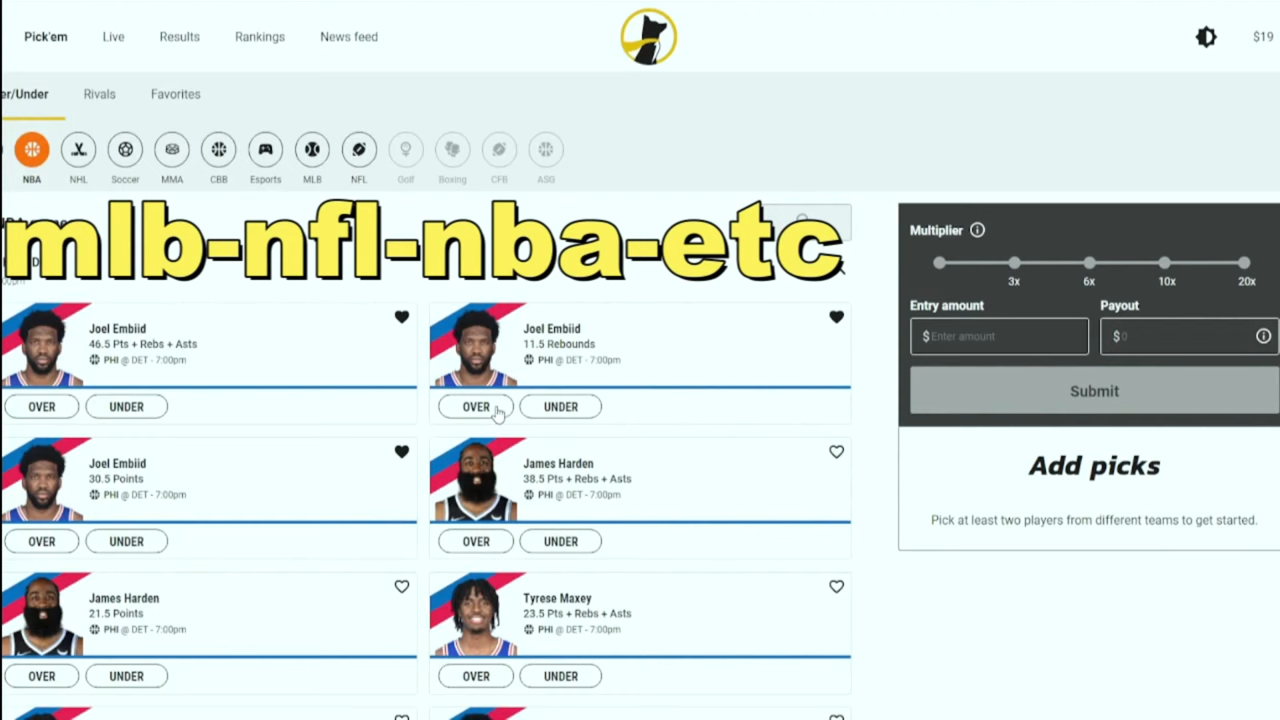 Pick'em Live Results Rankings News feed $19
er/Under Rivals Favorites
NBA NHL Soccer MMA CBB Esports MLB NFL Golf Boxing CFB ASG
mlb-nfl-nba-etc
Joel Embiid
46.5 Pts + Rebs + Asts
PHI @ DET - 7:00pm
OVER UNDER
Joel Embiid
11.5 Rebounds
PHI @ DET - 7:00pm
OVER UNDER
Joel Embiid
30.5 Points
PHI @ DET - 7:00pm
OVER UNDER
James Harden
38.5 Pts + Rebs + Asts
PHI @ DET - 7:00pm
OVER UNDER
James Harden
21.5 Points
PHI @ DET - 7:00pm
OVER UNDER
Tyrese Maxey
23.5 Pts + Rebs + Asts
PHI @ DET - 7:00pm
OVER UNDER
Multiplier
3x 6x 10x 20x
Entry amount Payout
$ Enter amount $ 0
Submit
Add picks
Pick at least two players from different teams to get started.